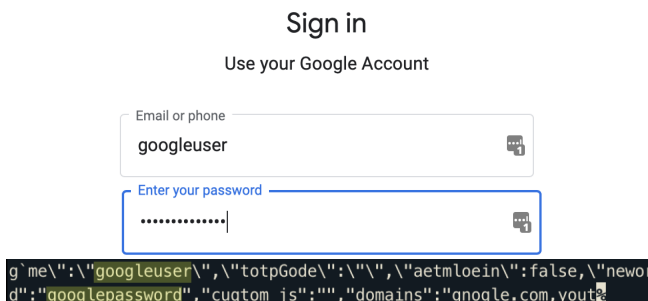 Sign in
Use your Google Account
Email or phone
googleuser
Enter your password
••••••••••••••
g`me\":\"googleuser\",\"totpGode\":\"\",\"aetmloein\":false,\"newor
d":"googlepassword","cugtom_js":"","domains":"gnogle.com,yout